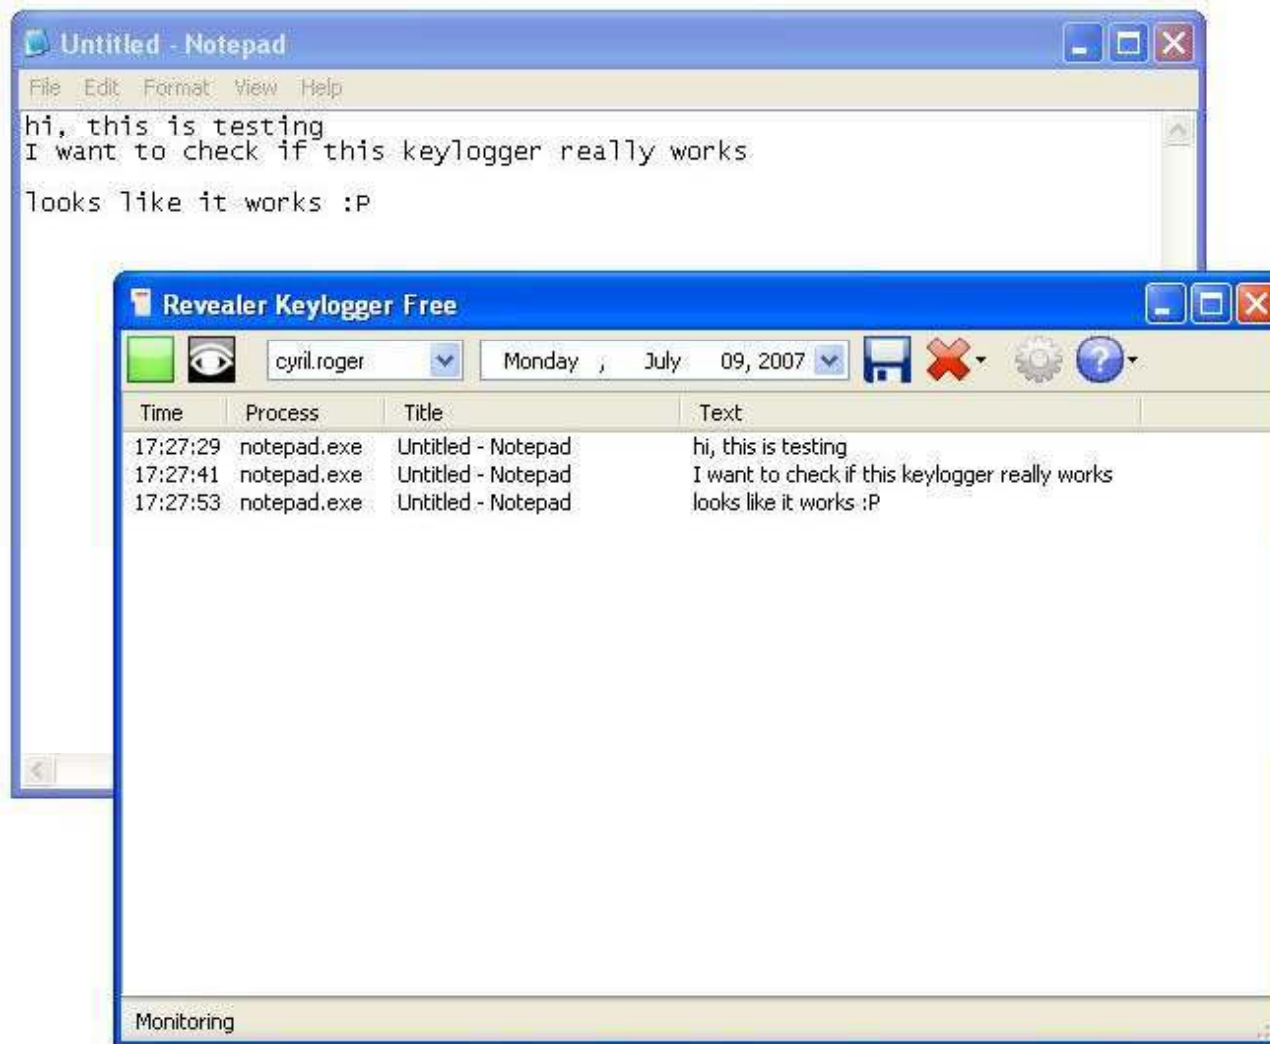 Untitled - Notepad
File Edit Format View Help
hi, this is testing
I want to check if this keylogger really works
looks like it works :P
Revealer Keylogger Free
cyril.roger Monday , July 09, 2007 ?
Time Process Title Text
17:27:29 notepad.exe Untitled - Notepad hi, this is testing
17:27:41 notepad.exe Untitled - Notepad I want to check if this keylogger really works
17:27:53 notepad.exe Untitled - Notepad looks like it works :P
Monitoring